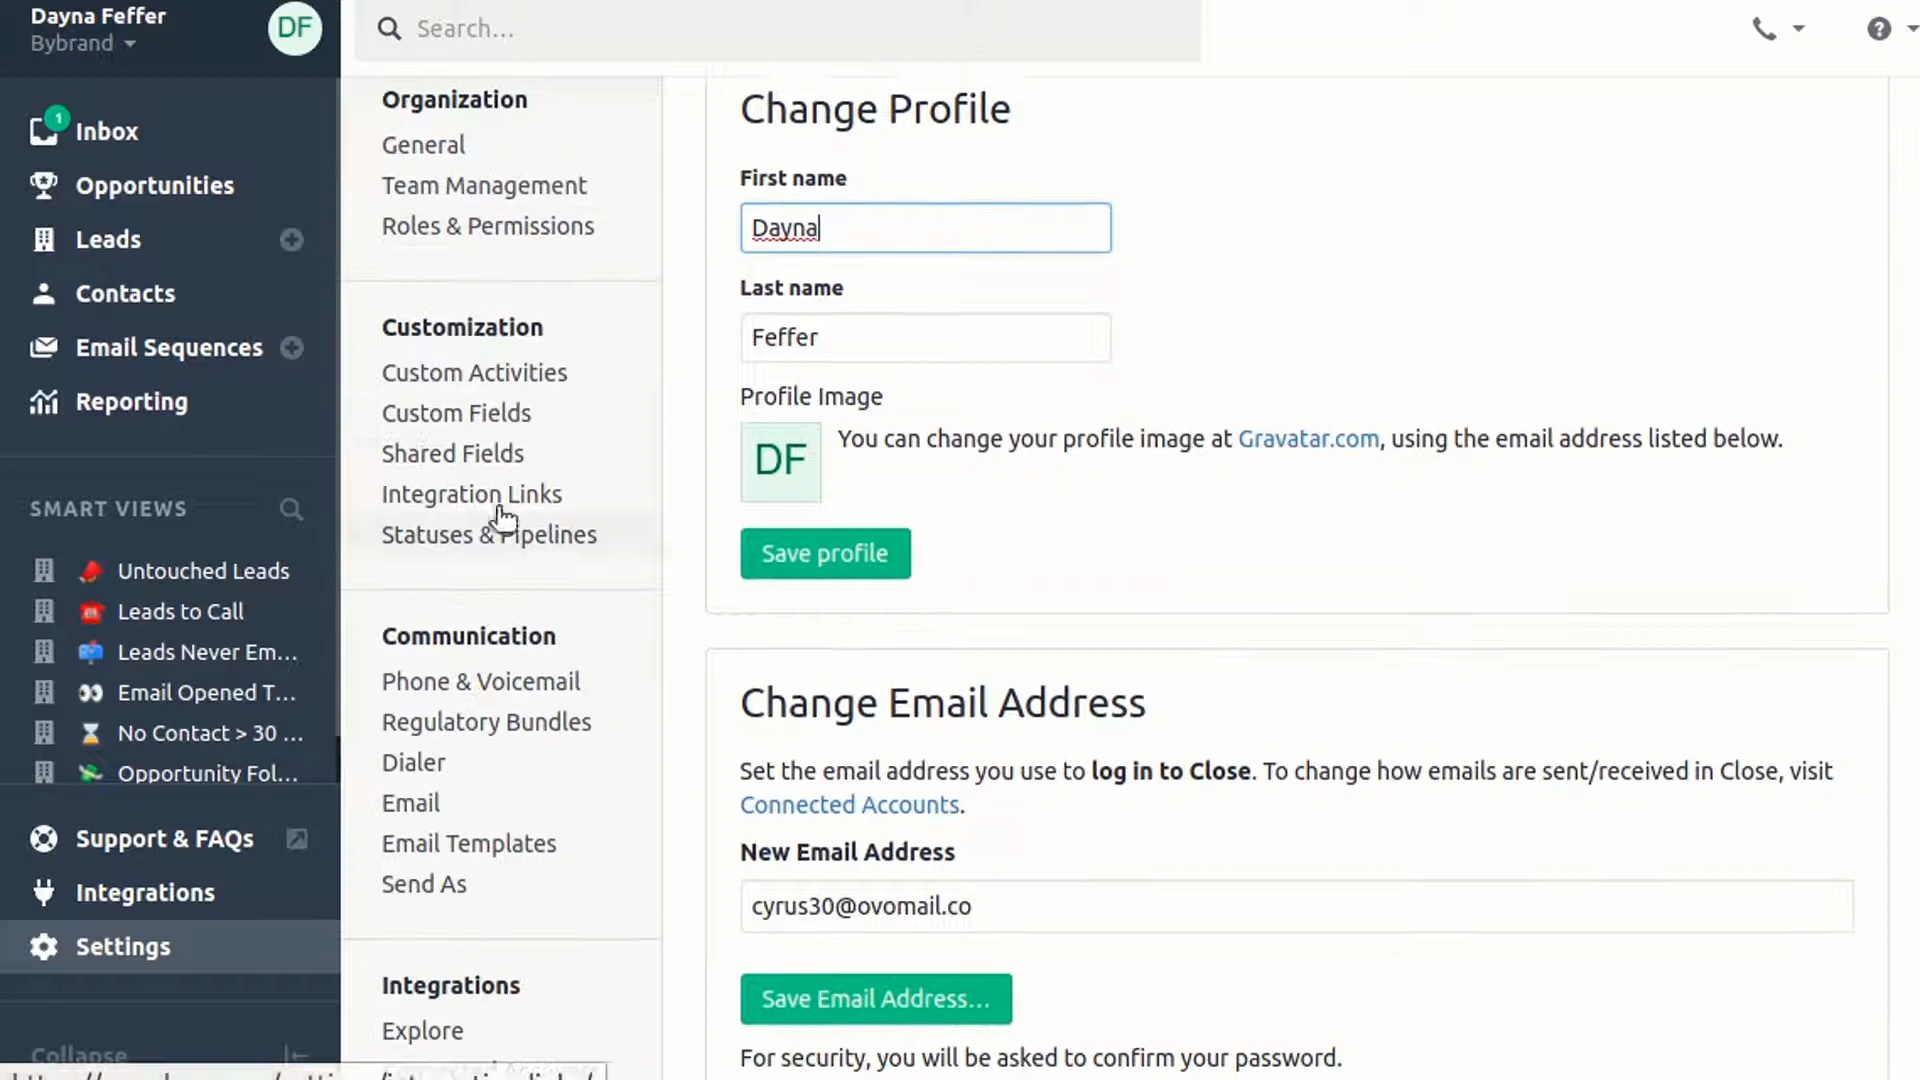 Dayna Feffer
Bybrand
DF
Search...
1
Inbox
Opportunities
Leads
Contacts
Email Sequences
Reporting
SMART VIEWS
Untouched Leads
Leads to Call
Leads Never Em...
Email Opened T...
No Contact > 30 ...
Opportunity Fol...
Support & FAQs
Integrations
Settings
Collapse
Organization
General
Team Management
Roles & Permissions
Customization
Custom Activities
Custom Fields
Shared Fields
Integration Links
Statuses & Pipelines
Communication
Phone & Voicemail
Regulatory Bundles
Dialer
Email
Email Templates
Send As
Integrations
Explore
Change Profile
First name
Dayna
Last name
Feffer
Profile Image
DF
You can change your profile image at Gravatar.com, using the email address listed below.
Save profile
Change Email Address
Set the email address you use to log in to Close. To change how emails are sent/received in Close, visit
Connected Accounts.
New Email Address
cyrus30@ovomail.co
Save Email Address...
For security, you will be asked to confirm your password.